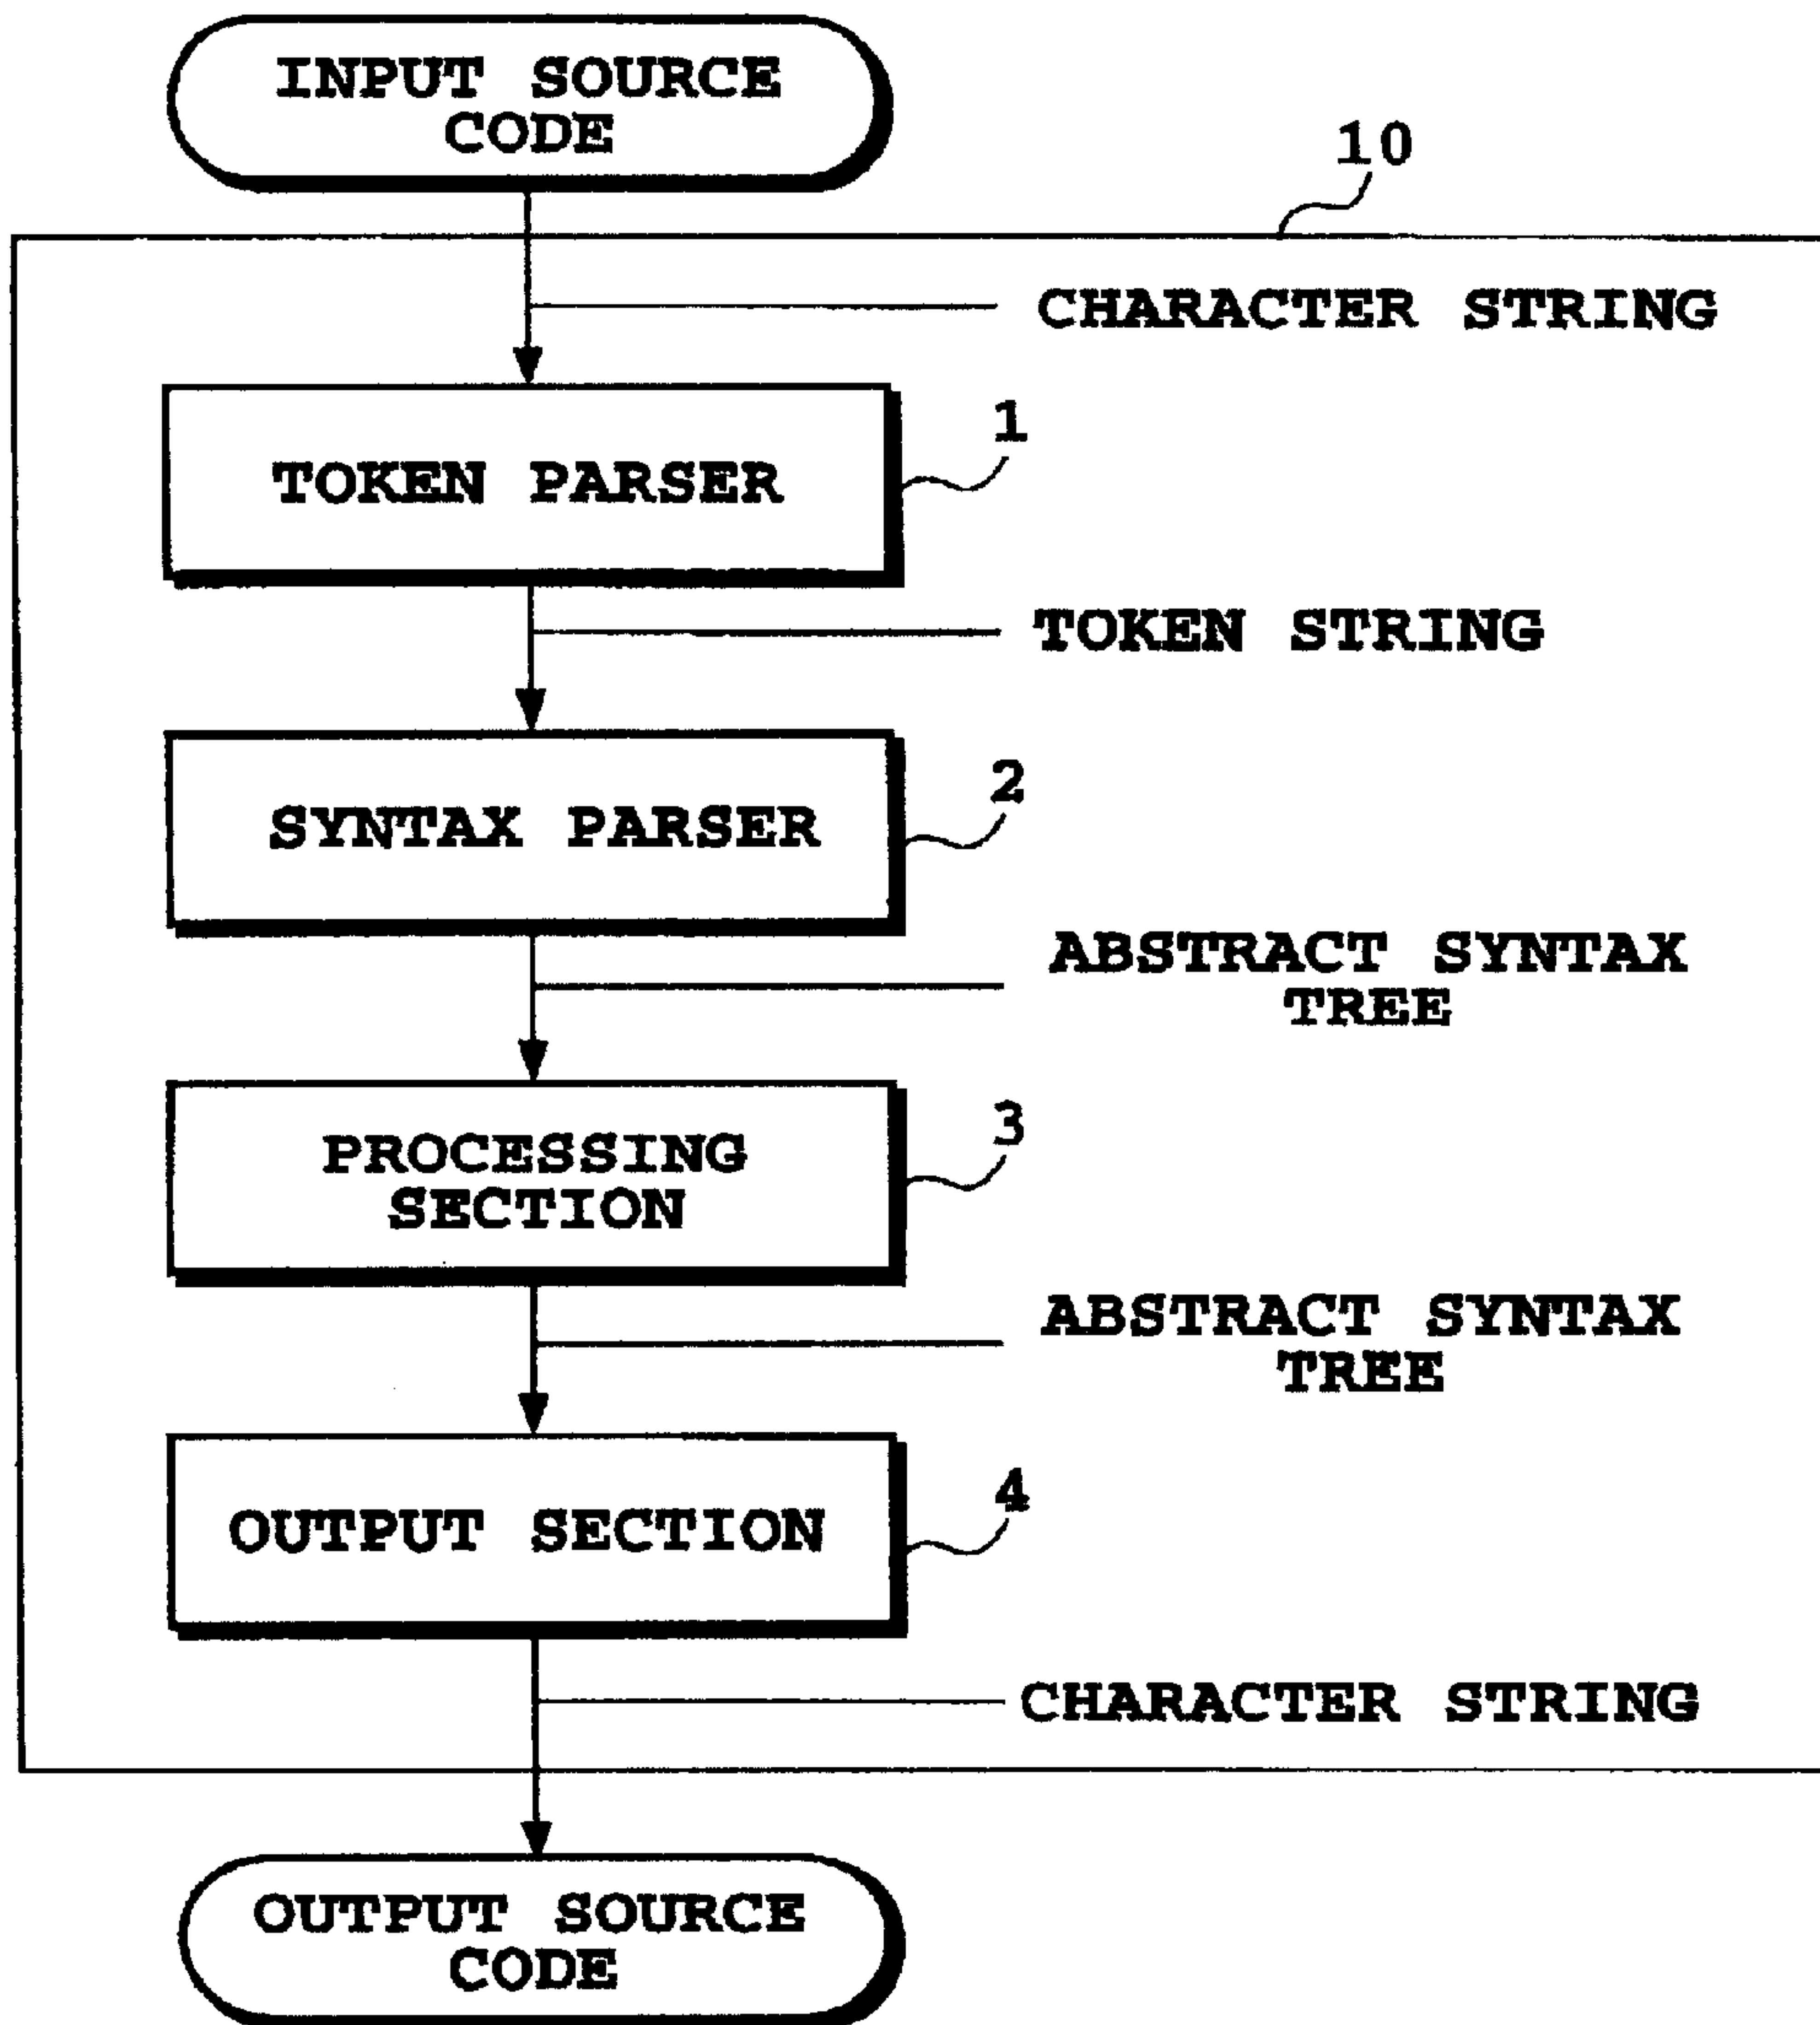 INPUT SOURCE
CODE
10
CHARACTER STRING
1
TOKEN PARSER
TOKEN STRING
2
SYNTAX PARSER
ABSTRACT SYNTAX
TREE
3
PROCESSING
SECTION
ABSTRACT SYNTAX
TREE
4
OUTPUT SECTION
CHARACTER STRING
OUTPUT SOURCE
CODE